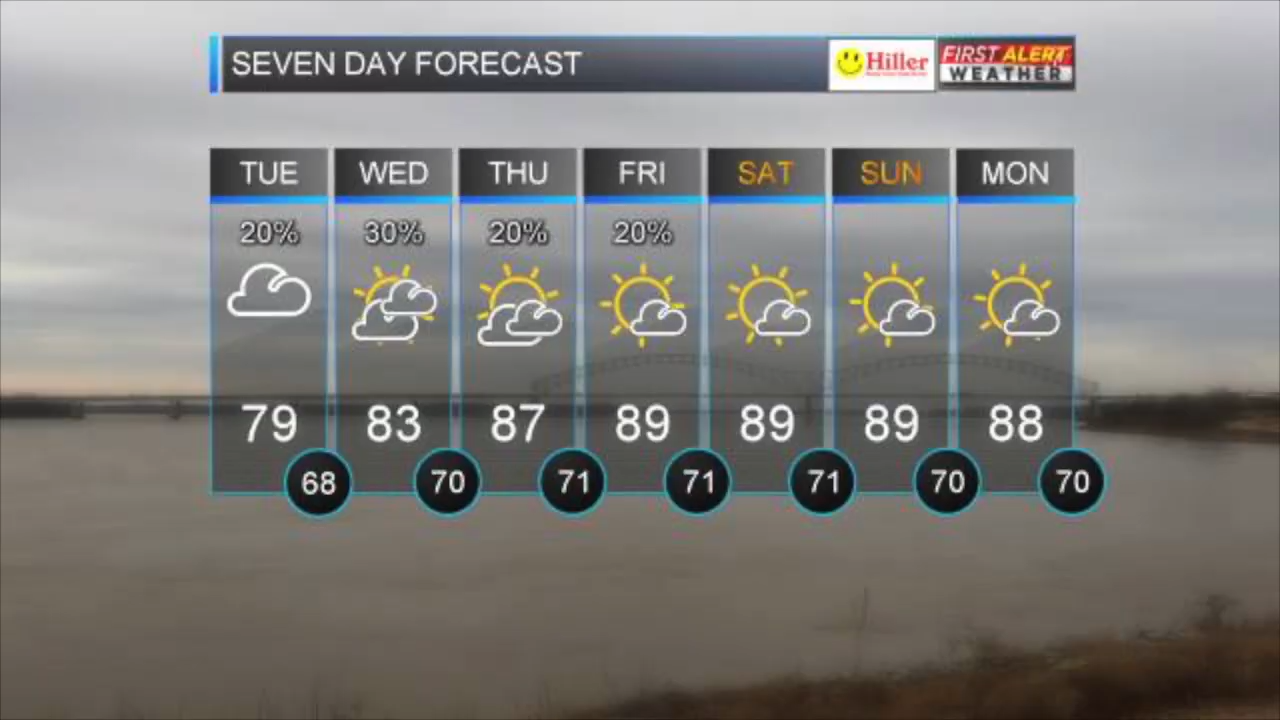 SEVEN DAY FORECAST
Hiller
FIRST ALERT
WEATHER
TUE WED THU FRI SAT SUN MON
20% 30% 20% 20%
79 83 87 89 89 89 88
68 70 71 71 71 70 70